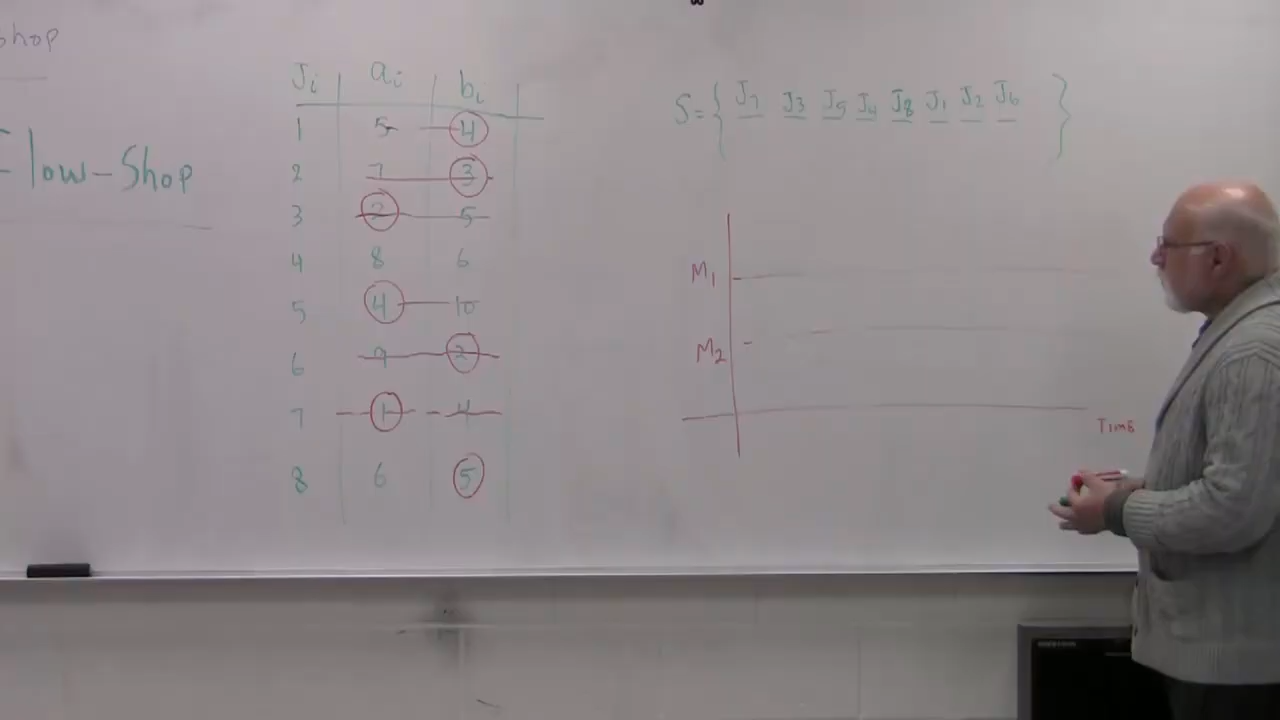 shop
Flow-Shop
Ji ai bi
1 5 4
2 7 3
3 2 5
4 8 6
5 4 10
6 9 2
7 1 4
8 6 5
S={ J7 J3 J5 J4 J8 J1 J2 J6 }
M1
M2
Time